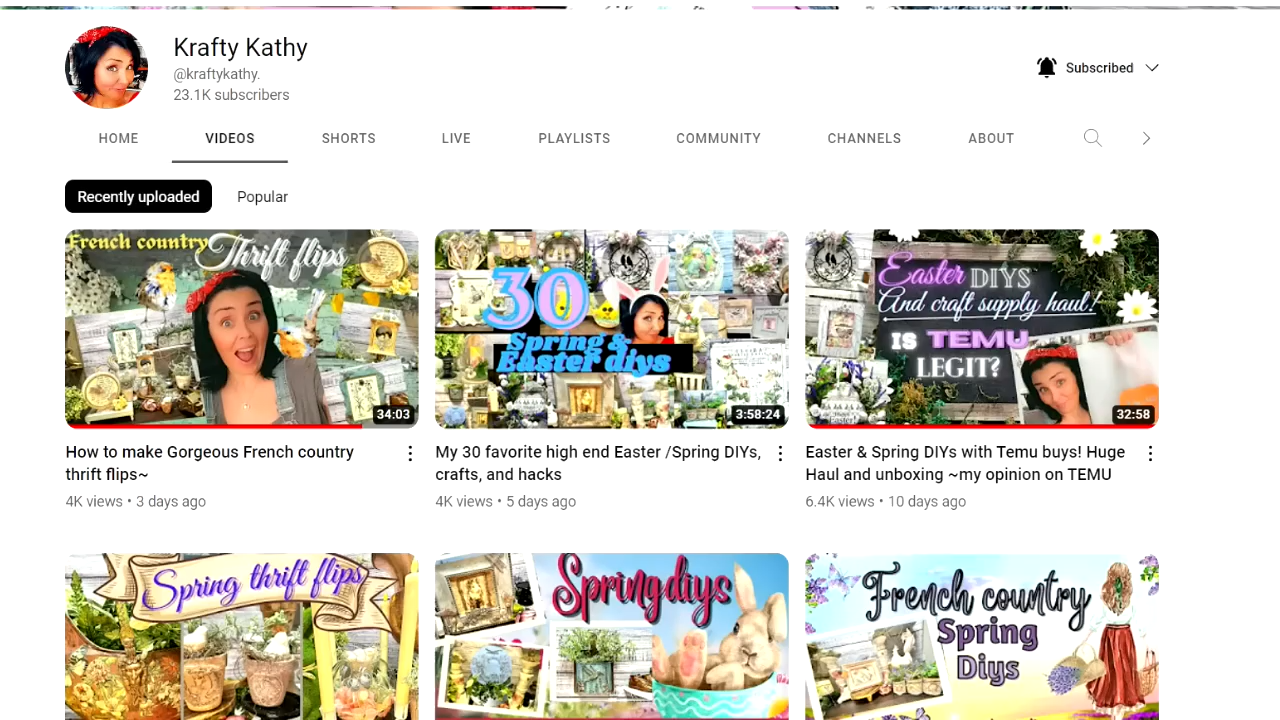 Krafty Kathy
@kraftykathy.
23.1K subscribers
Subscribed
HOME VIDEOS SHORTS LIVE PLAYLISTS COMMUNITY CHANNELS ABOUT
Recently uploaded Popular
French country Thrift flips
34:03
30
Spring &
Easter diys
3:58:24
Easter DIYS
And craft supply haul!
IS TEMU
LEGIT?
32:58
How to make Gorgeous French country
thrift flips~
4K views • 3 days ago
My 30 favorite high end Easter /Spring DIYs,
crafts, and hacks
4K views • 5 days ago
Easter & Spring DIYs with Temu buys! Huge
Haul and unboxing ~my opinion on TEMU
6.4K views • 10 days ago
Spring thrift flips
Springdiys
French country
Spring
Diys